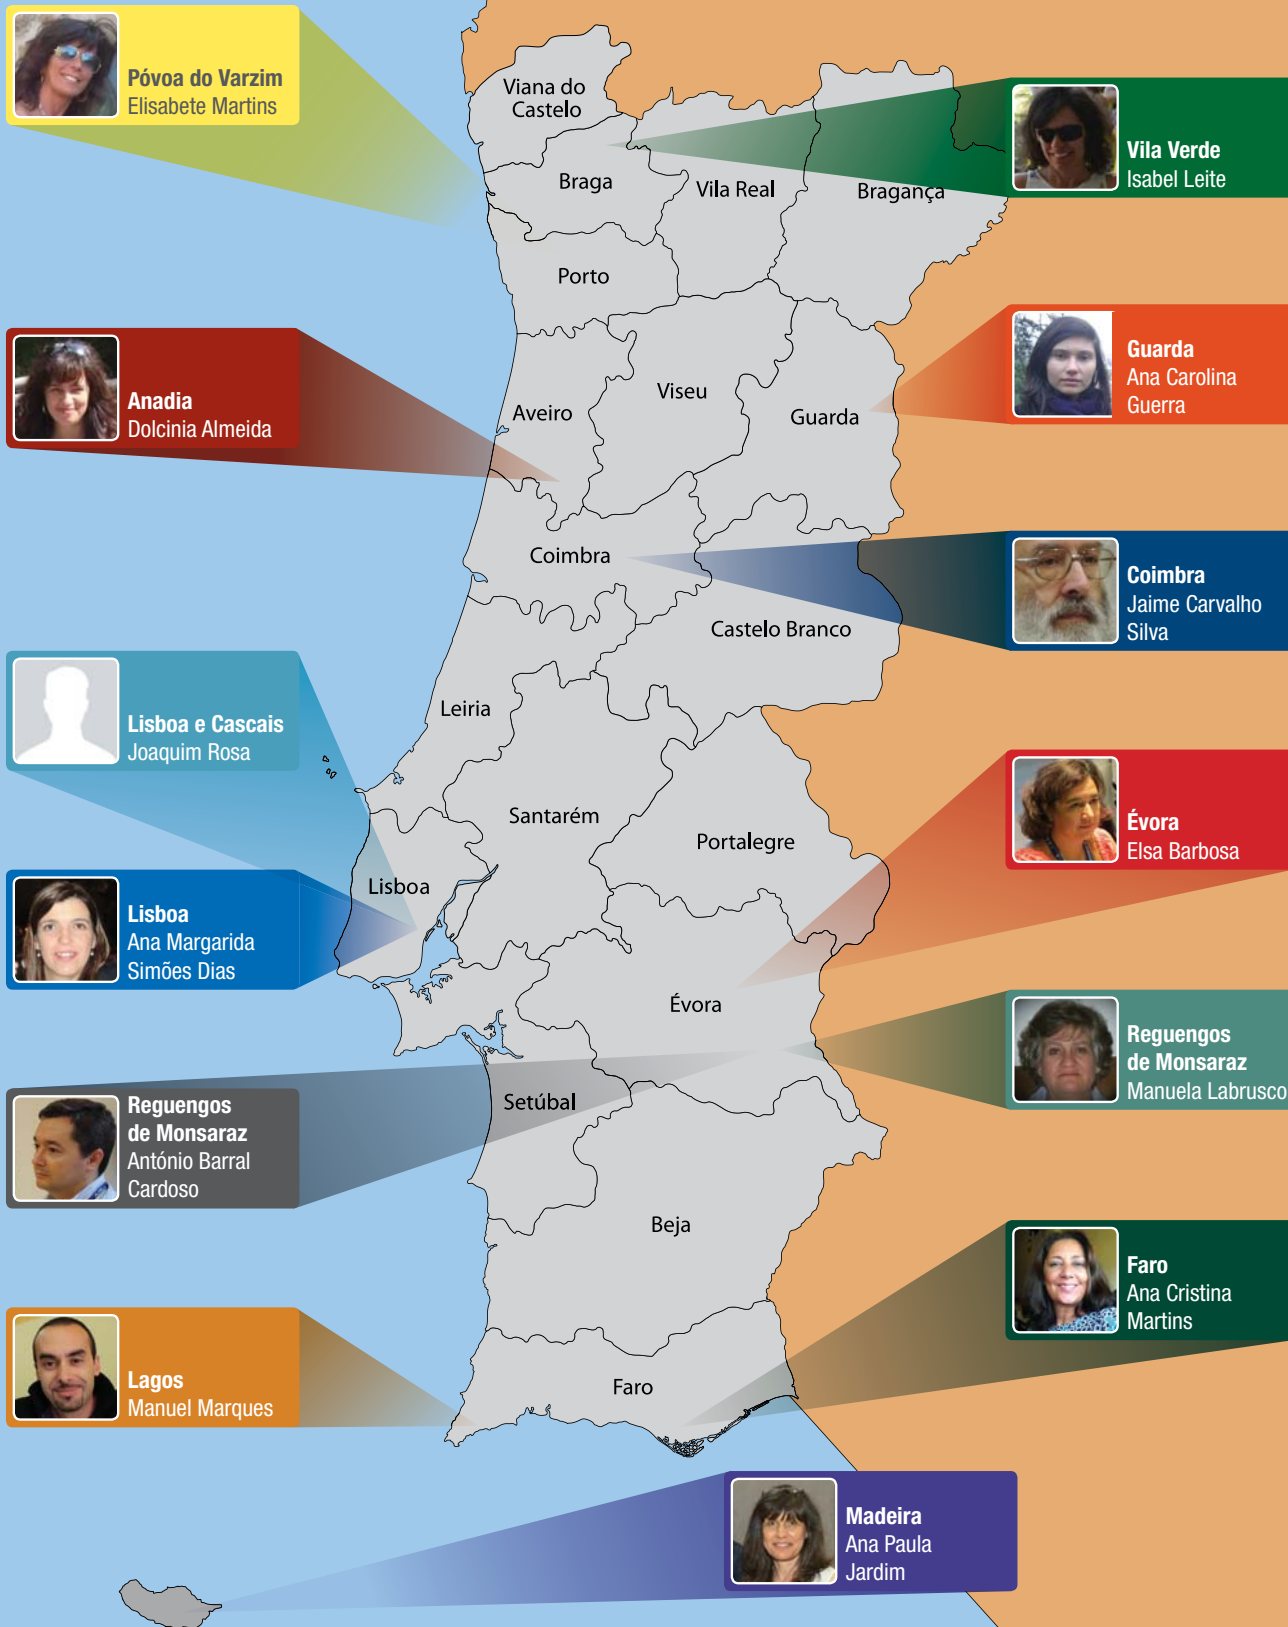 Póvoa do Varzim
Elisabete Martins
Viana do
Castelo
Vila Verde
Isabel Leite
Braga
Vila Real
Bragança
Porto
Guarda
Ana Carolina
Guerra
Anadia
Dolcinia Almeida
Aveiro
Viseu
Guarda
Coimbra
Coimbra
Jaime Carvalho
Silva
Castelo Branco
Lisboa e Cascais
Joaquim Rosa
Leiria
Santarém
Portalegre
Évora
Elsa Barbosa
Lisboa
Lisboa
Ana Margarida
Simões Dias
Évora
Reguengos
de Monsaraz
Manuela Labrusco
Reguengos
de Monsaraz
António Barral
Cardoso
Setúbal
Beja
Faro
Ana Cristina
Martins
Lagos
Manuel Marques
Faro
Madeira
Ana Paula
Jardim